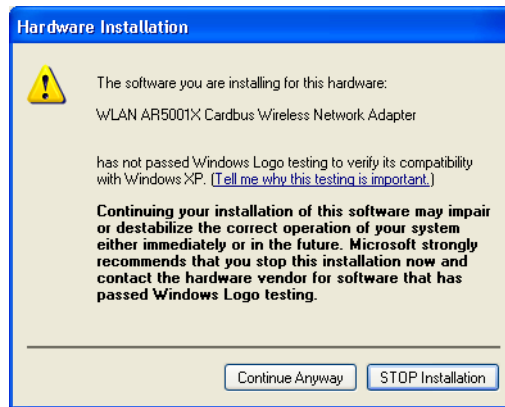 Hardware Installation
The software you are installing for this hardware:
WLAN AR5001X Cardbus Wireless Network Adapter
has not passed Windows Logo testing to verify its compatibility
with Windows XP. (Tell me why this testing is important.)
Continuing your installation of this software may impair
or destabilize the correct operation of your system
either immediately or in the future. Microsoft strongly
recommends that you stop this installation now and
contact the hardware vendor for software that has
passed Windows Logo testing.
Continue Anyway STOP Installation